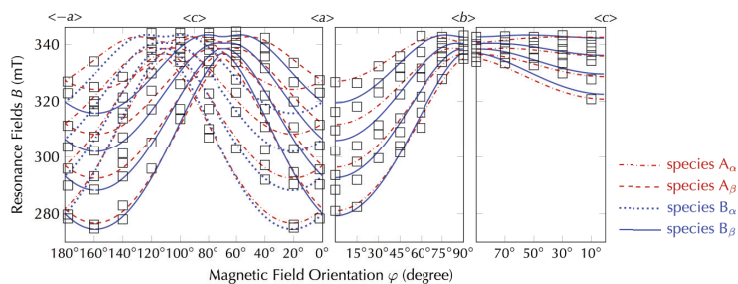 <−a> <c> <a> <b> <c>
340
320
300
280
Resonance Fields B (mT)
180° 160° 140° 120° 100° 80° 60° 40° 20° 0° 15° 30° 45° 60° 75° 90° 70° 50° 30° 10°
Magnetic Field Orientation φ (degree)
species Aα
species Aβ
species Bα
species Bβ